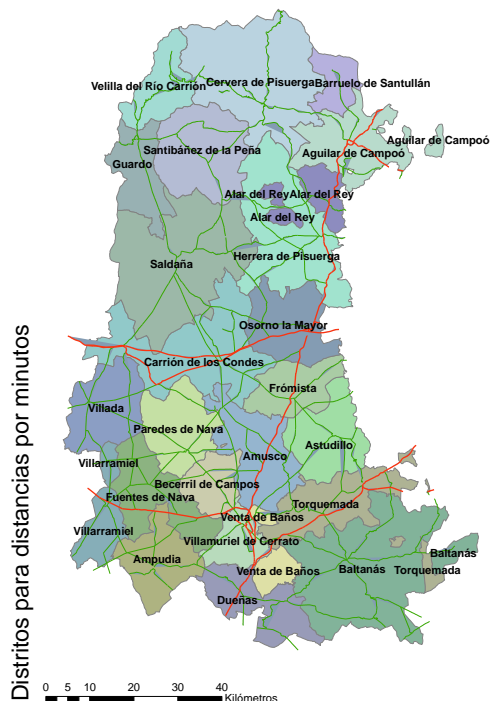 Velilla del Río Carrión
Cervera de Pisuerga
Barruelo de Santullán
Aguilar de Campoó
Santibáñez de la Peña
Aguilar de Campoó
Guardo
Alar del Rey
Alar del Rey
Alar del Rey
Herrera de Pisuerga
Saldaña
Osorno la Mayor
Carrión de los Condes
Frómista
Villada
Paredes de Nava
Astudillo
Amusco
Villarramiel
Becerril de Campos
Fuentes de Nava
Torquemada
Venta de Baños
Villarramiel
Villamuriel de Cerrato
Baltanás
Ampudia
Venta de Baños
Baltanás
Torquemada
Dueñas
Distritos para distancias por minutos
0 5 10 20 30 40
Kilómetros